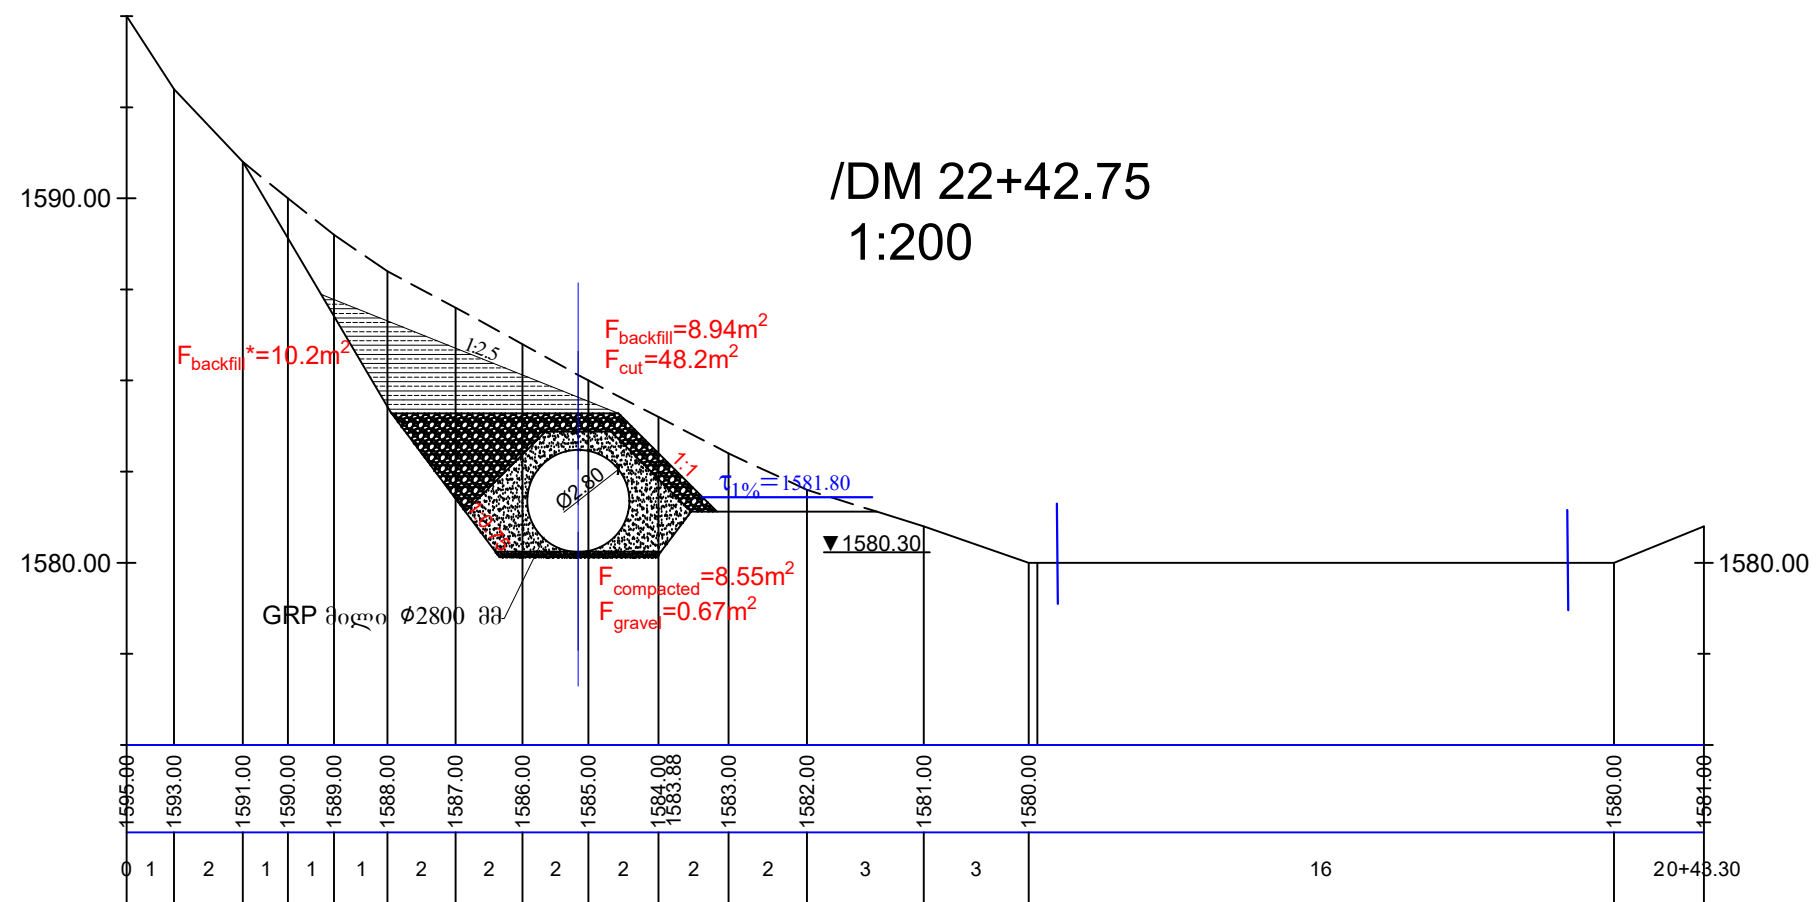 /DM 22+42.75
1:200
1590.00
1580.00
1580.00
F_backfill*=10.2m²
F_backfill=8.94m²
F_cut=48.2m²
1:2.5
1:1
1:0.75
Ø2.80
τ1%=1581.80
▼1580.30
F_compacted=8.55m²
F_gravel=0.67m²
GRP მილი ϕ2800 მმ
1595.00 1593.00 1591.00 1590.00 1589.00 1588.00 1587.00 1586.00 1585.00 1584.00 1583.88 1583.00 1582.00 1581.00 1580.00 1580.00 1581.00
0 1 2 1 1 1 2 2 2 2 2 2 3 3 16 20+43.30